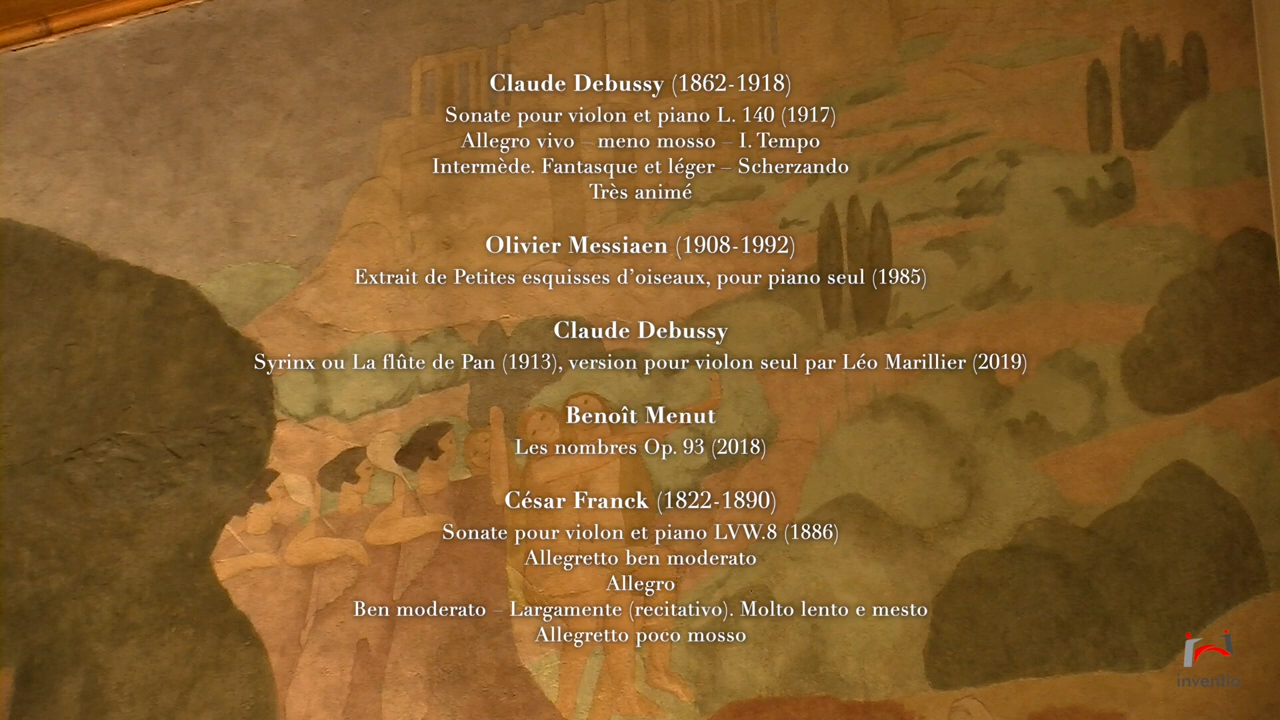 Claude Debussy (1862-1918)
Sonate pour violon et piano L. 140 (1917)
Allegro vivo – meno mosso – I. Tempo
Intermède. Fantasque et léger – Scherzando
Très animé
Olivier Messiaen (1908-1992)
Extrait de Petites esquisses d’oiseaux, pour piano seul (1985)
Claude Debussy
Syrinx ou La flûte de Pan (1913), version pour violon seul par Léo Marillier (2019)
Benoît Menut
Les nombres Op. 93 (2018)
César Franck (1822-1890)
Sonate pour violon et piano LVW.8 (1886)
Allegretto ben moderato
Allegro
Ben moderato – Largamente (recitativo). Molto lento e mesto
Allegretto poco mosso
inventio